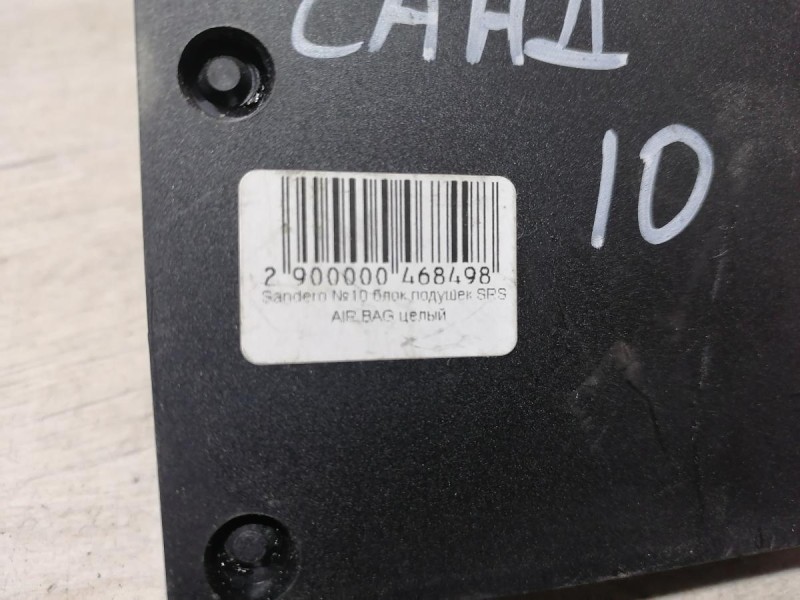 САНД
10
2 900000 468498
Sandero №10 блок подушек SRS
AIR BAG целый